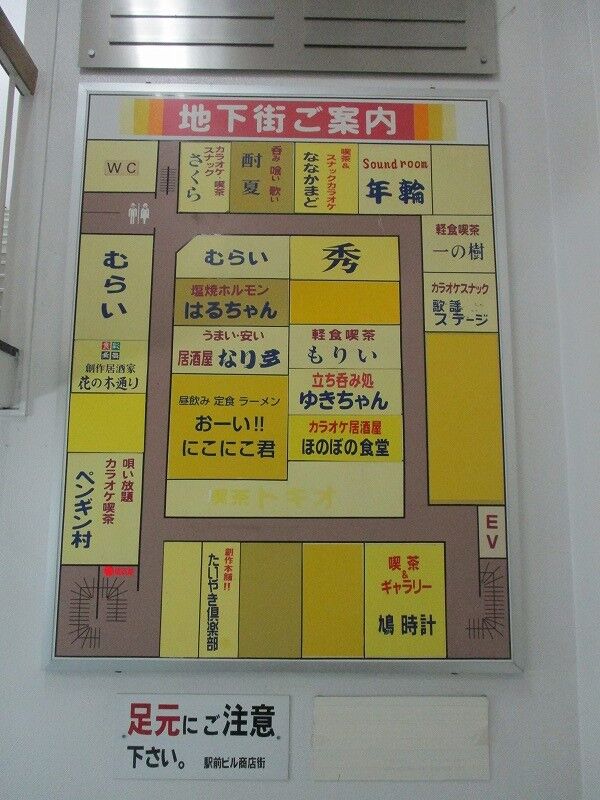 地下街ご案内
WC
カラオケ・喫茶
スナック
さくら
呑み 喰い 歌い
酎夏
喫茶&
スナックカラオケ
ななかまど
Sound room
年輪
軽食喫茶
一の樹
カラオケスナック
歌謡
ステージ
むらい
むらい
秀
塩焼ホルモン
はるちゃん
うまい・安い
居酒屋 なり多
軽食喫茶
もりい
創作居酒家
花の木通り
立ち呑み処
ゆきちゃん
昼飲み 定食 ラーメン
おーい!!
にこにこ君
カラオケ居酒屋
ほのぼの食堂
唄い放題
カラオケ喫茶
ペンギン村
喫茶トキオ
EV
創作本舗!!
たいやき倶楽部
喫茶
&
ギャラリー
鳩時計
足元にご注意
下さい。 駅前ビル商店街